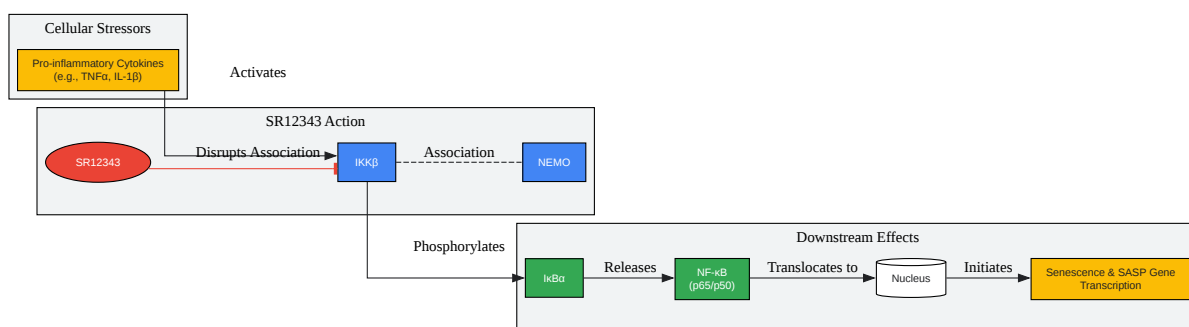 Cellular Stressors
Pro-inflammatory Cytokines
(e.g., TNFα, IL-1β)
Activates
SR12343 Action
SR12343
Disrupts Association
IKKβ
Association
NEMO
Phosphorylates
Downstream Effects
IκBα
Releases
NF-κB
(p65/p50)
Translocates to
Nucleus
Initiates
Senescence & SASP Gene
Transcription